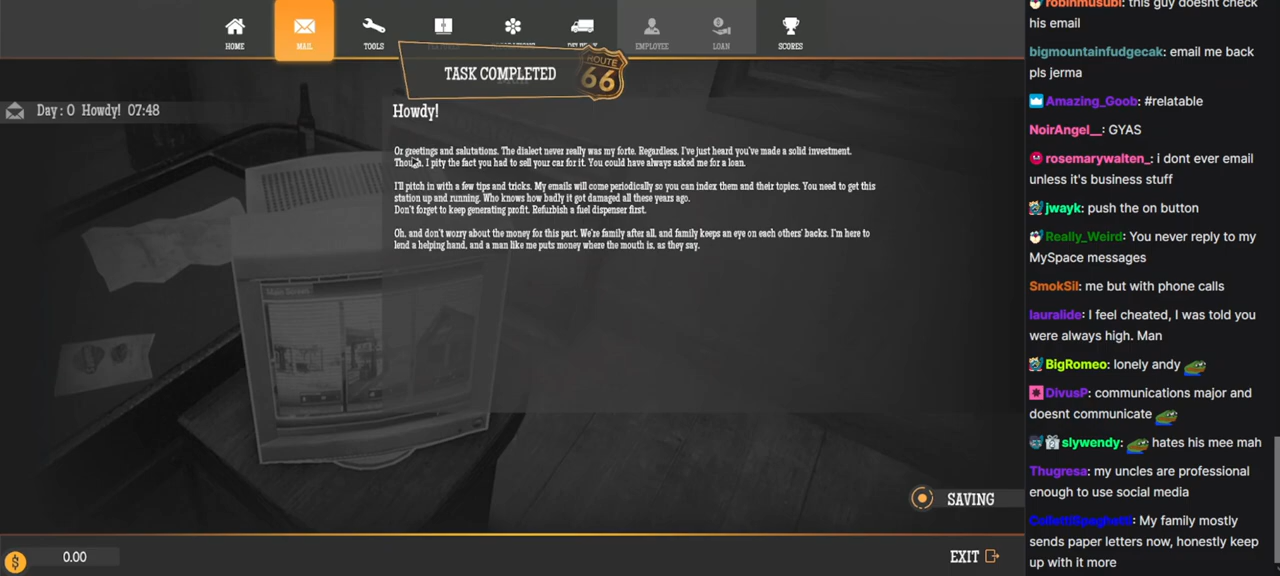 HOME
MAIL
TOOLS
EMPLOYEE
LOAN
SCORES
TASK COMPLETED
ROUTE
66
Day : 0 Howdy! 07:48
Howdy!
Or greetings and salutations. The dialect never really was my forte. Regardless, I've just heard you've made a solid investment.
Though, I pity the fact you had to sell your car for it. You could have always asked me for a loan.
I'll pitch in with a few tips and tricks. My emails will come periodically so you can index them and their topics. You need to get this
station up and running. Who knows how badly it got damaged all these years ago.
Don't forget to keep generating profit. Refurbish a fuel dispenser first.
Oh, and don't worry about the money for this part. We're family after all, and family keeps an eye on each others' backs. I'm here to
lend a helping hand, and a man like me puts money where the mouth is, as they say.
SAVING
0.00
EXIT
robinmusubi: this guy doesnt check
his email
bigmountainfudgecak: email me back
pls jerma
Amazing_Goob: #relatable
NoirAngel__: GYAS
rosemarywalten_: i dont ever email
unless it's business stuff
jwayk: push the on button
Really_Weird: You never reply to my
MySpace messages
SmokSil: me but with phone calls
lauralide: I feel cheated, I was told you
were always high. Man
BigRomeo: lonely andy
DivusP: communications major and
doesnt communicate
slywendy: hates his mee mah
Thugresa: my uncles are professional
enough to use social media
My family mostly
sends paper letters now, honestly keep
up with it more